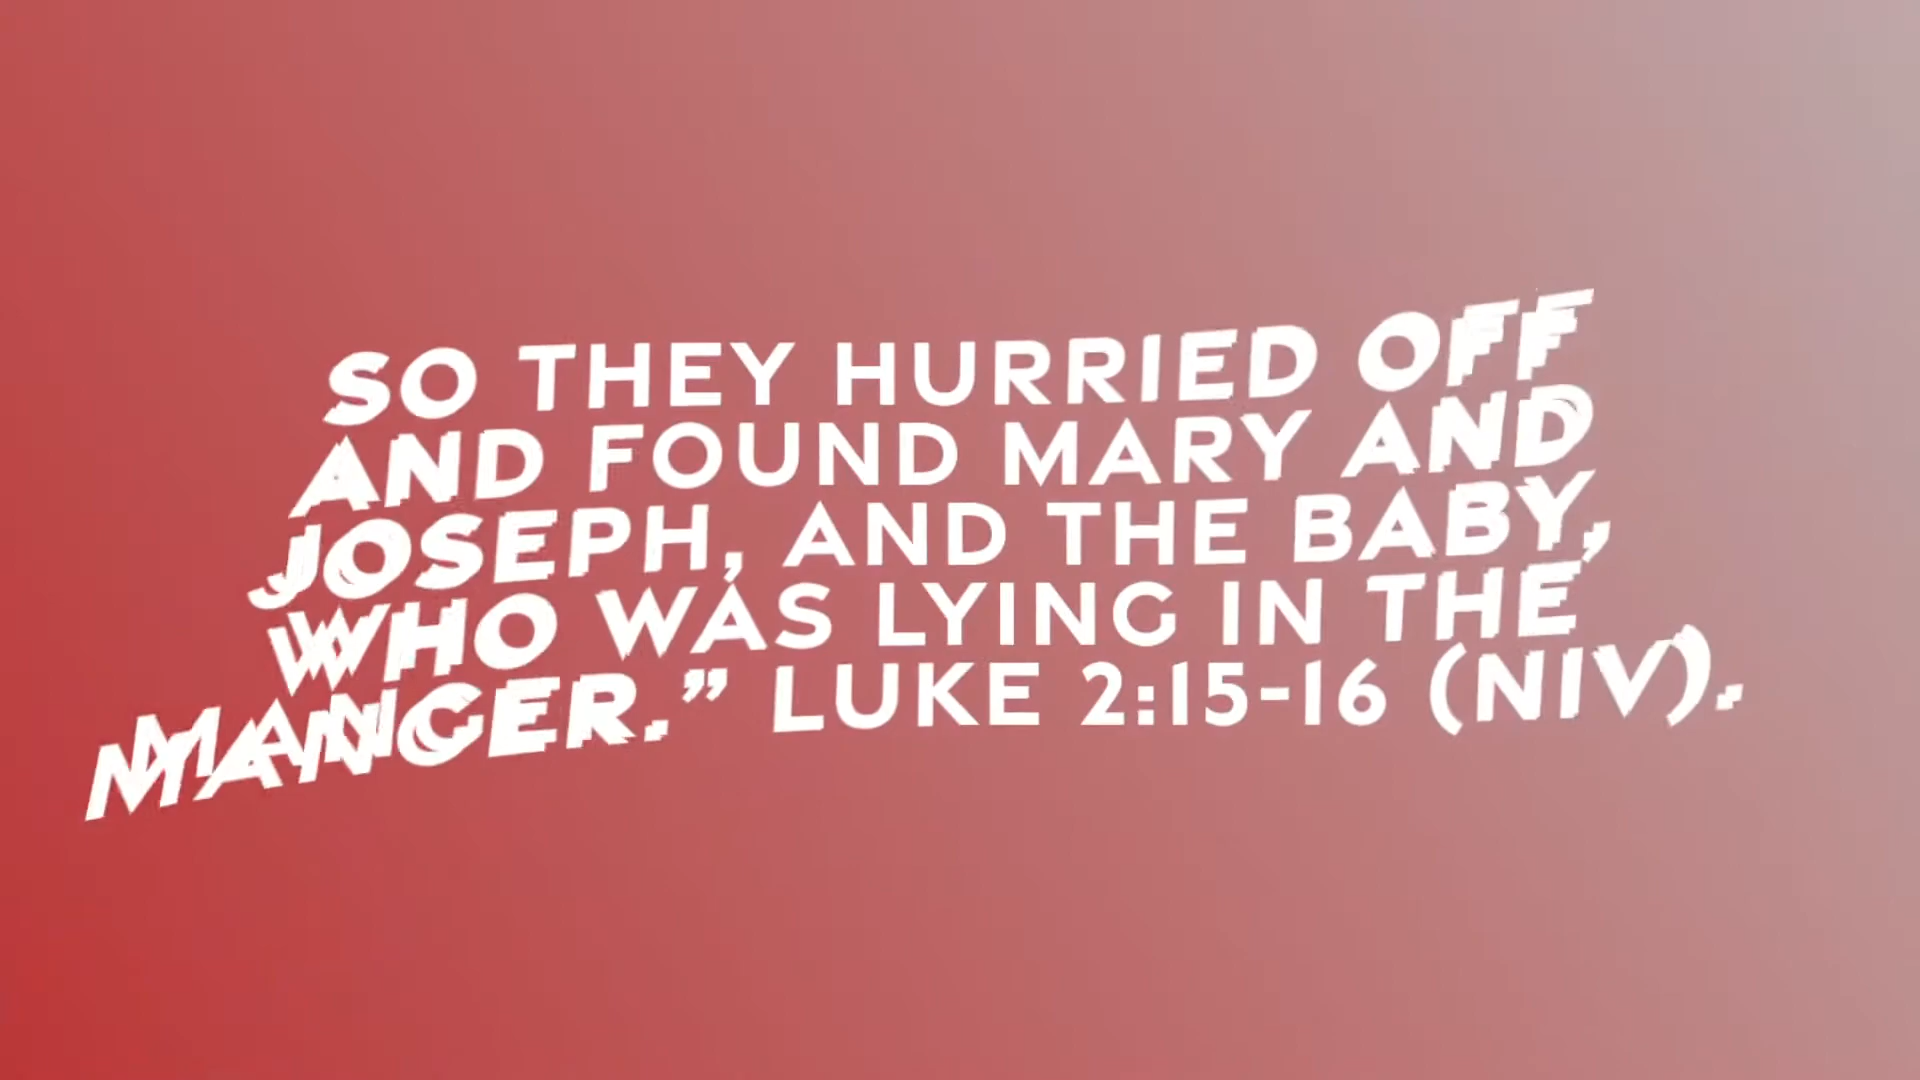 SO THEY HURRIED OFF
AND FOUND MARY AND
JOSEPH, AND THE BABY,
WHO WAS LYING IN THE
MANGER.” LUKE 2:15-16 (NIV).